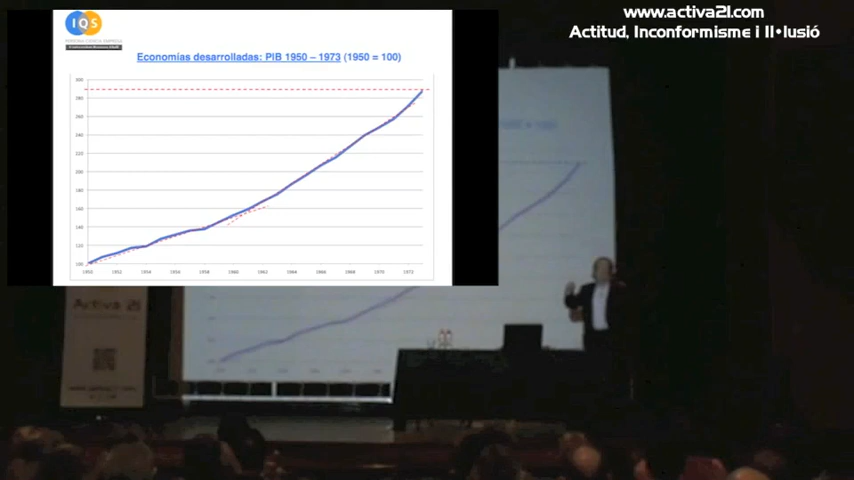 www.activa21.com
Actitud, Inconformisme i Il•lusió
IQS
Economías desarrolladas: PIB 1950 – 1973 (1950 = 100)
300
280
260
240
220
200
180
160
140
120
100
1950 1952 1954 1956 1958 1960 1962 1964 1966 1968 1970 1972
Activa 21